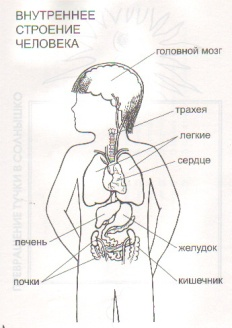 ВНУТРЕННЕЕ
СТРОЕНИЕ
ЧЕЛОВЕКА
головной мозг
трахея
легкие
сердце
печень
желудок
почки
кишечник